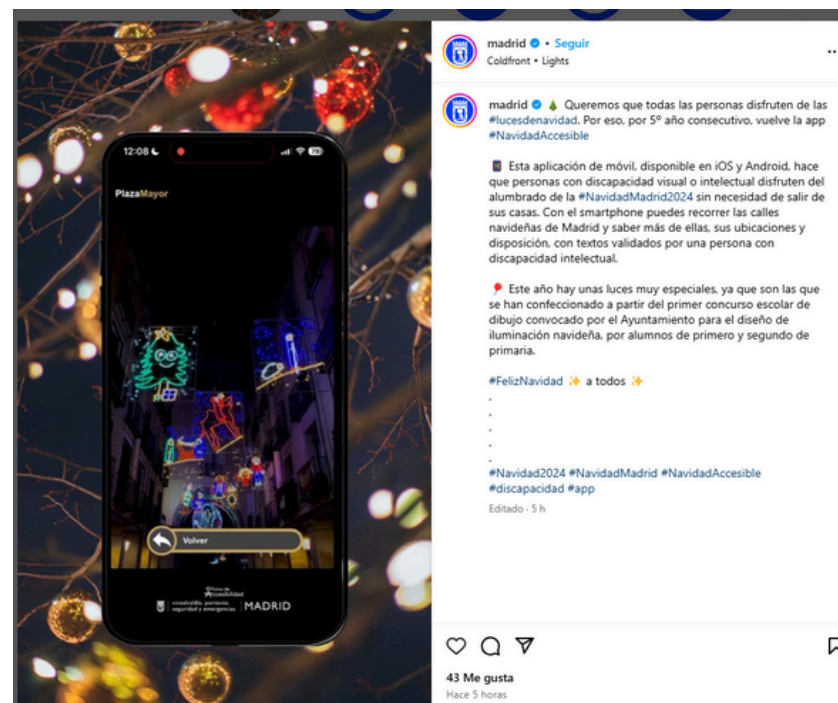 12:08
78
PlazaMayor
Volver
Oficina de
Accesibilidad
vicealcaldía, portavoz,
seguridad y emergencias
MADRID
madrid • Seguir
Coldfront • Lights
madrid Queremos que todas las personas disfruten de las
#lucesdenavidad. Por eso, por 5º año consecutivo, vuelve la app
#NavidadAccesible
Esta aplicación de móvil, disponible en iOS y Android, hace
que personas con discapacidad visual o intelectual disfruten del
alumbrado de la #NavidadMadrid2024 sin necesidad de salir de
sus casas. Con el smartphone puedes recorrer las calles
navideñas de Madrid y saber más de ellas, sus ubicaciones y
disposición, con textos validados por una persona con
discapacidad intelectual.
Este año hay unas luces muy especiales, ya que son las que
se han confeccionado a partir del primer concurso escolar de
dibujo convocado por el Ayuntamiento para el diseño de
iluminación navideña, por alumnos de primero y segundo de
primaria.
#FelizNavidad ✨ a todos ✨
.
.
.
.
.
#Navidad2024 #NavidadMadrid #NavidadAccesible
#discapacidad #app
Editado · 5 h
43 Me gusta
Hace 5 horas